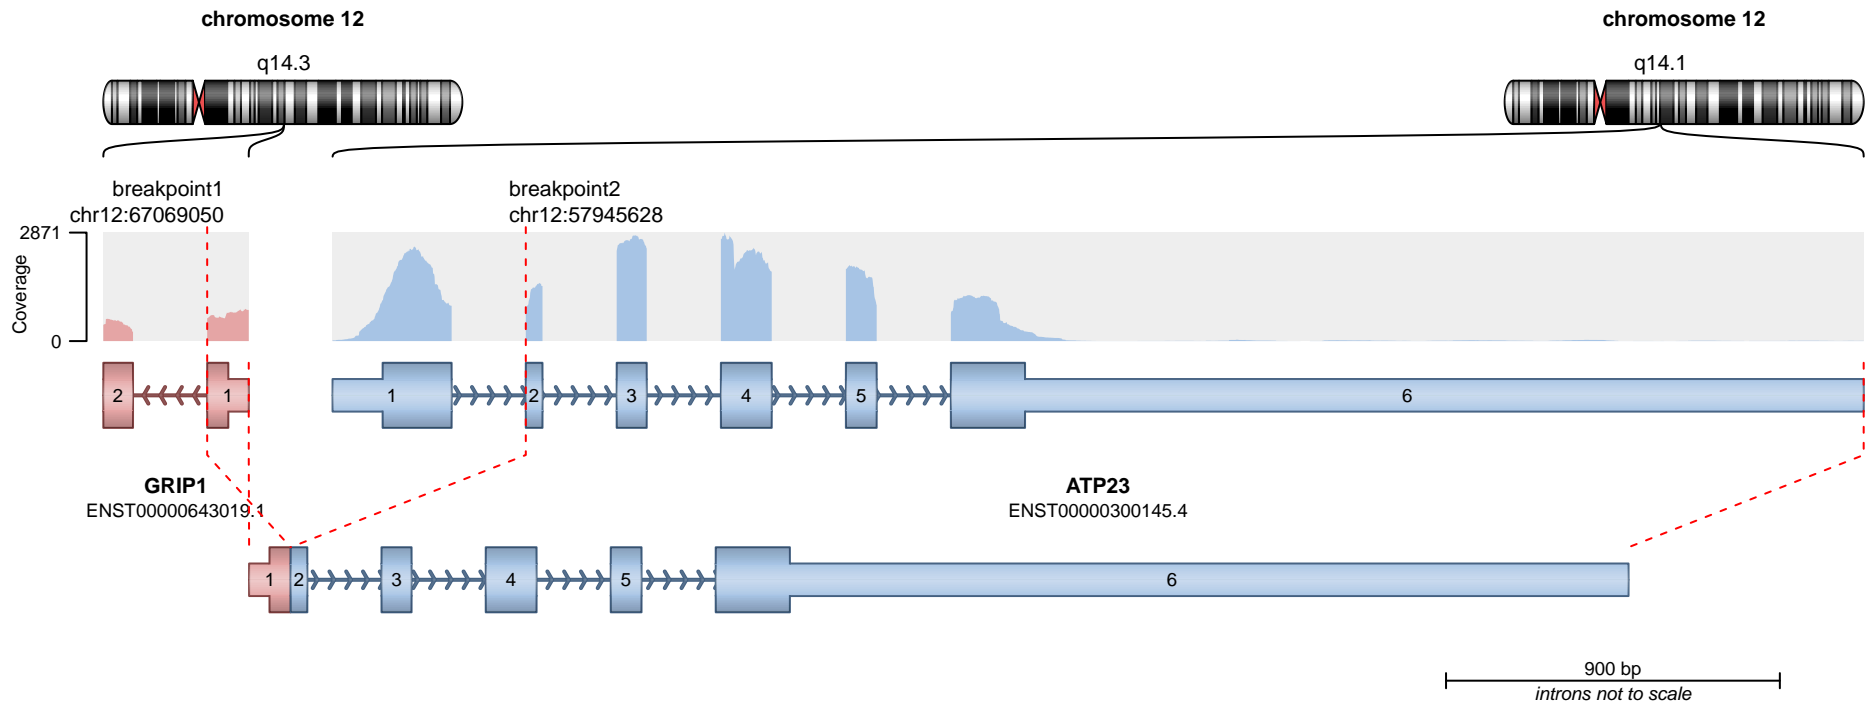 chromosome 12
chromosome 12
q14.3
q14.1
breakpoint1
chr12:67069050
breakpoint2
chr12:57945628
2871
Coverage
0
2
1
1
2
3
4
5
6
GRIP1
ENST00000643019.1
ATP23
ENST00000300145.4
1
2
3
4
5
6
900 bp
introns not to scale